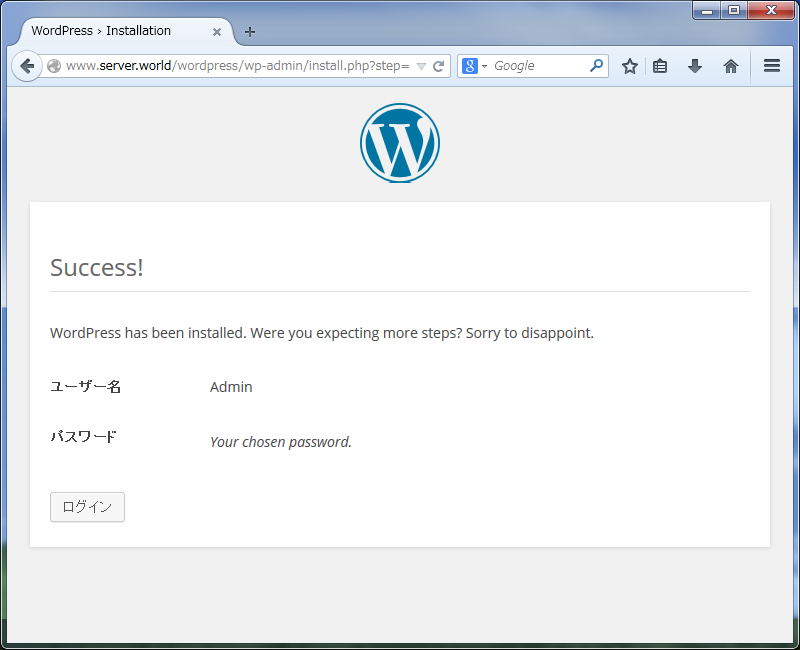 WordPress › Installation
www.server.world/wordpress/wp-admin/install.php?step=
Google
Success!
WordPress has been installed. Were you expecting more steps? Sorry to disappoint.
ユーザー名 Admin
パスワード Your chosen password.
ログイン